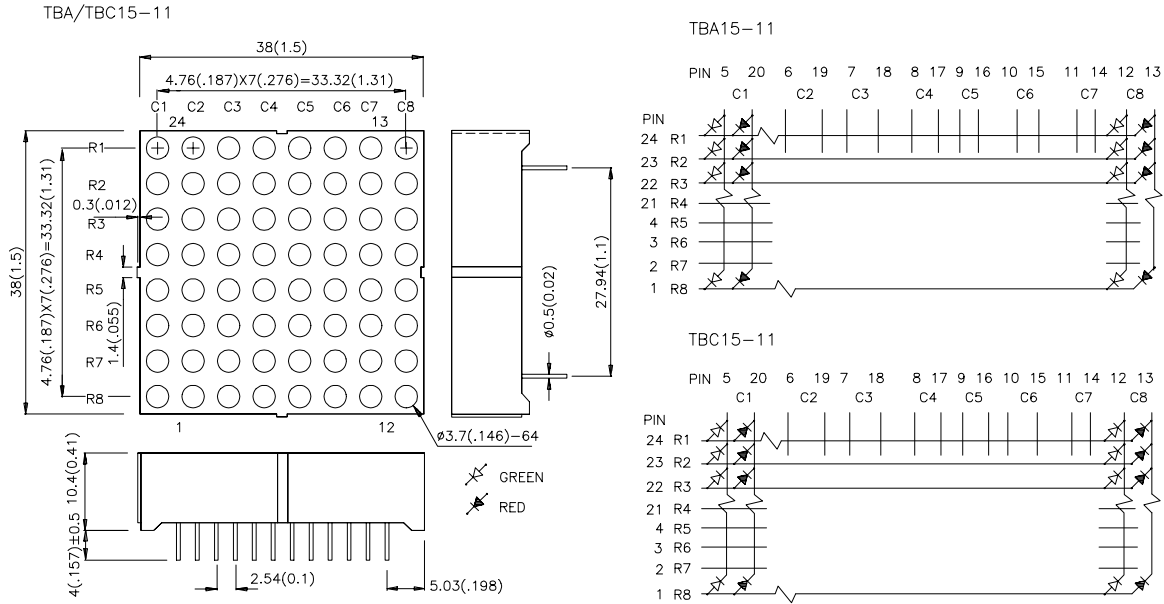 TBA/TBC15-11
38(1.5)
4.76(.187)X7(.276)=33.32(1.31)
C1 C2 C3 C4 C5 C6 C7 C8
24 13
R1
R2
0.3(.012)
R3
R4
R5
R6
R7
R8
38(1.5)
4.76(.187)X7(.276)=33.32(1.31)
1.4(.055)
1 12
ø3.7(.146)-64
27.94(1.1)
ø0.5(0.02)
10.4(0.41)
4(.157)±0.5
2.54(0.1)
5.03(.198)
GREEN
RED
TBA15-11
PIN 5 20 6 19 7 18 8 17 9 16 10 15 11 14 12 13
C1 C2 C3 C4 C5 C6 C7 C8
PIN
24 R1
23 R2
22 R3
21 R4
4 R5
3 R6
2 R7
1 R8
TBC15-11
PIN 5 20 6 19 7 18 8 17 9 16 10 15 11 14 12 13
C1 C2 C3 C4 C5 C6 C7 C8
PIN
24 R1
23 R2
22 R3
21 R4
4 R5
3 R6
2 R7
1 R8